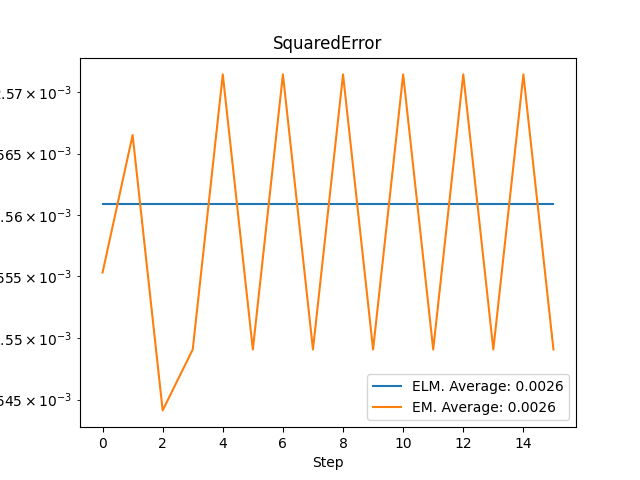 SquaredError
.57 × 10⁻³
565 × 10⁻³
.56 × 10⁻³
555 × 10⁻³
.55 × 10⁻³
545 × 10⁻³
0 2 4 6 8 10 12 14
Step
ELM. Average: 0.0026
EM. Average: 0.0026